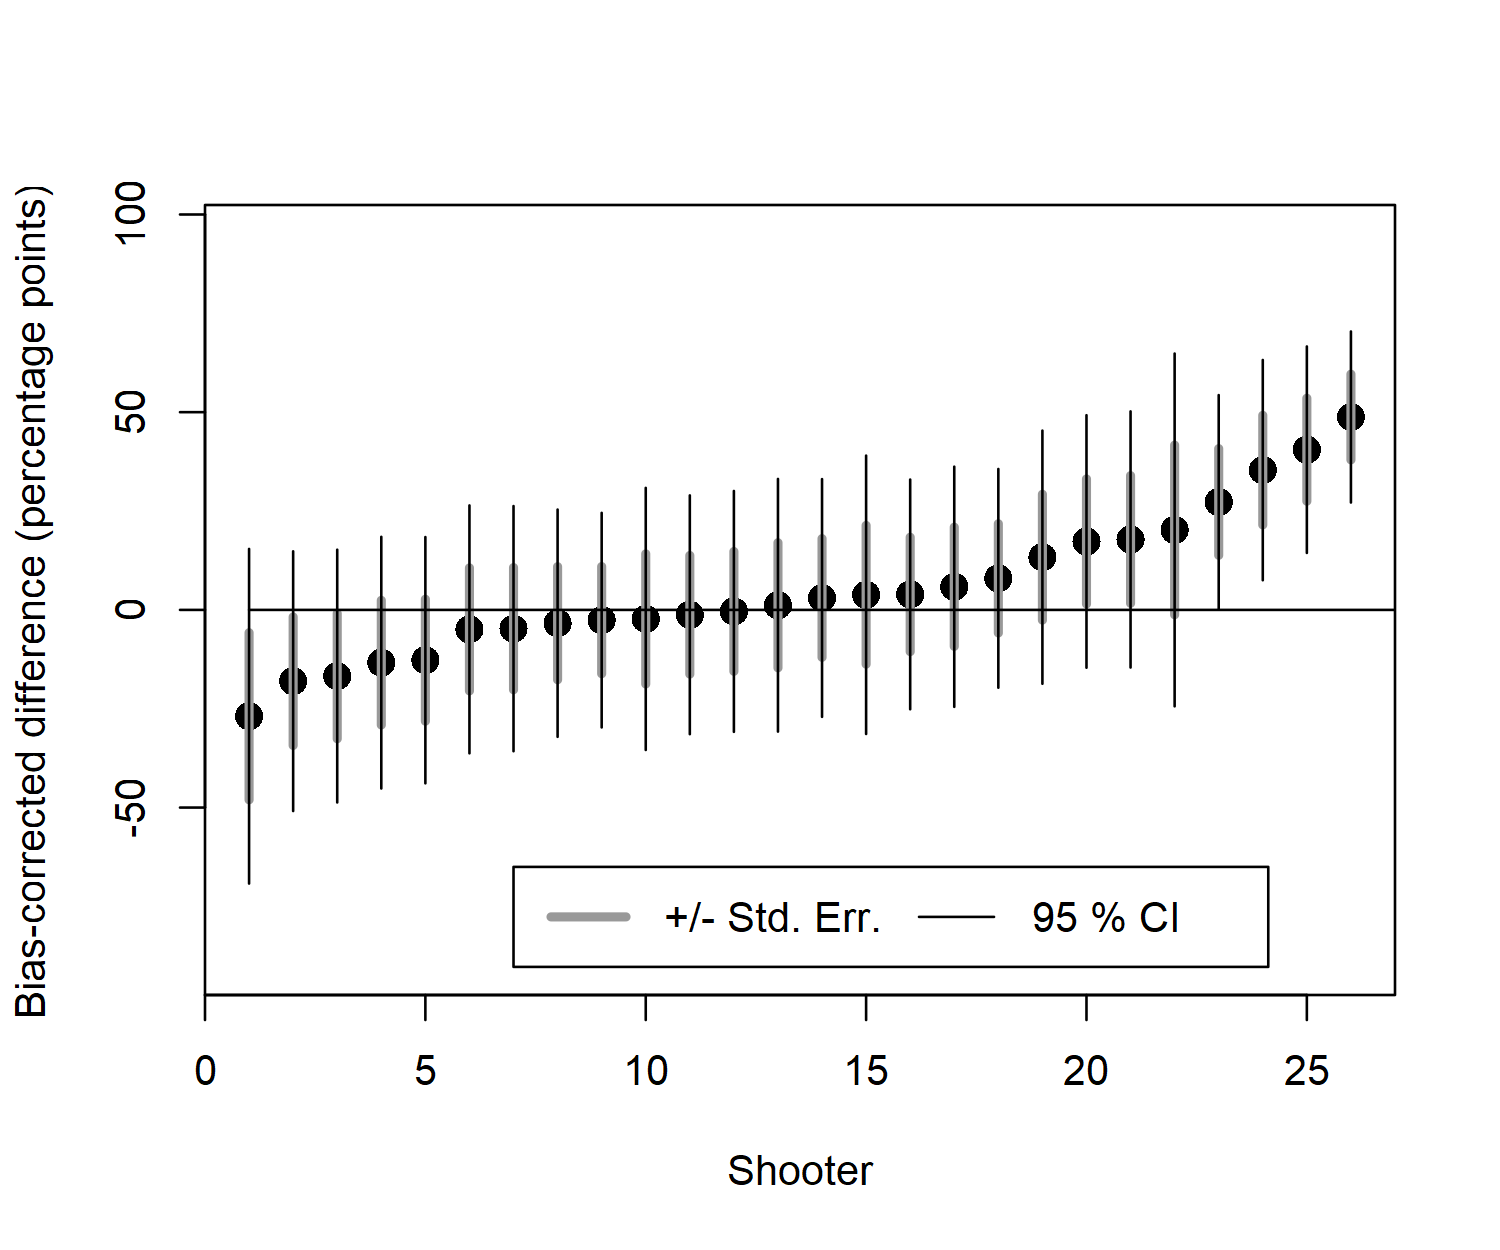 Bias-corrected difference (percentage points)
100
50
0
-50
+/- Std. Err.
95 % CI
0 5 10 15 20 25
Shooter